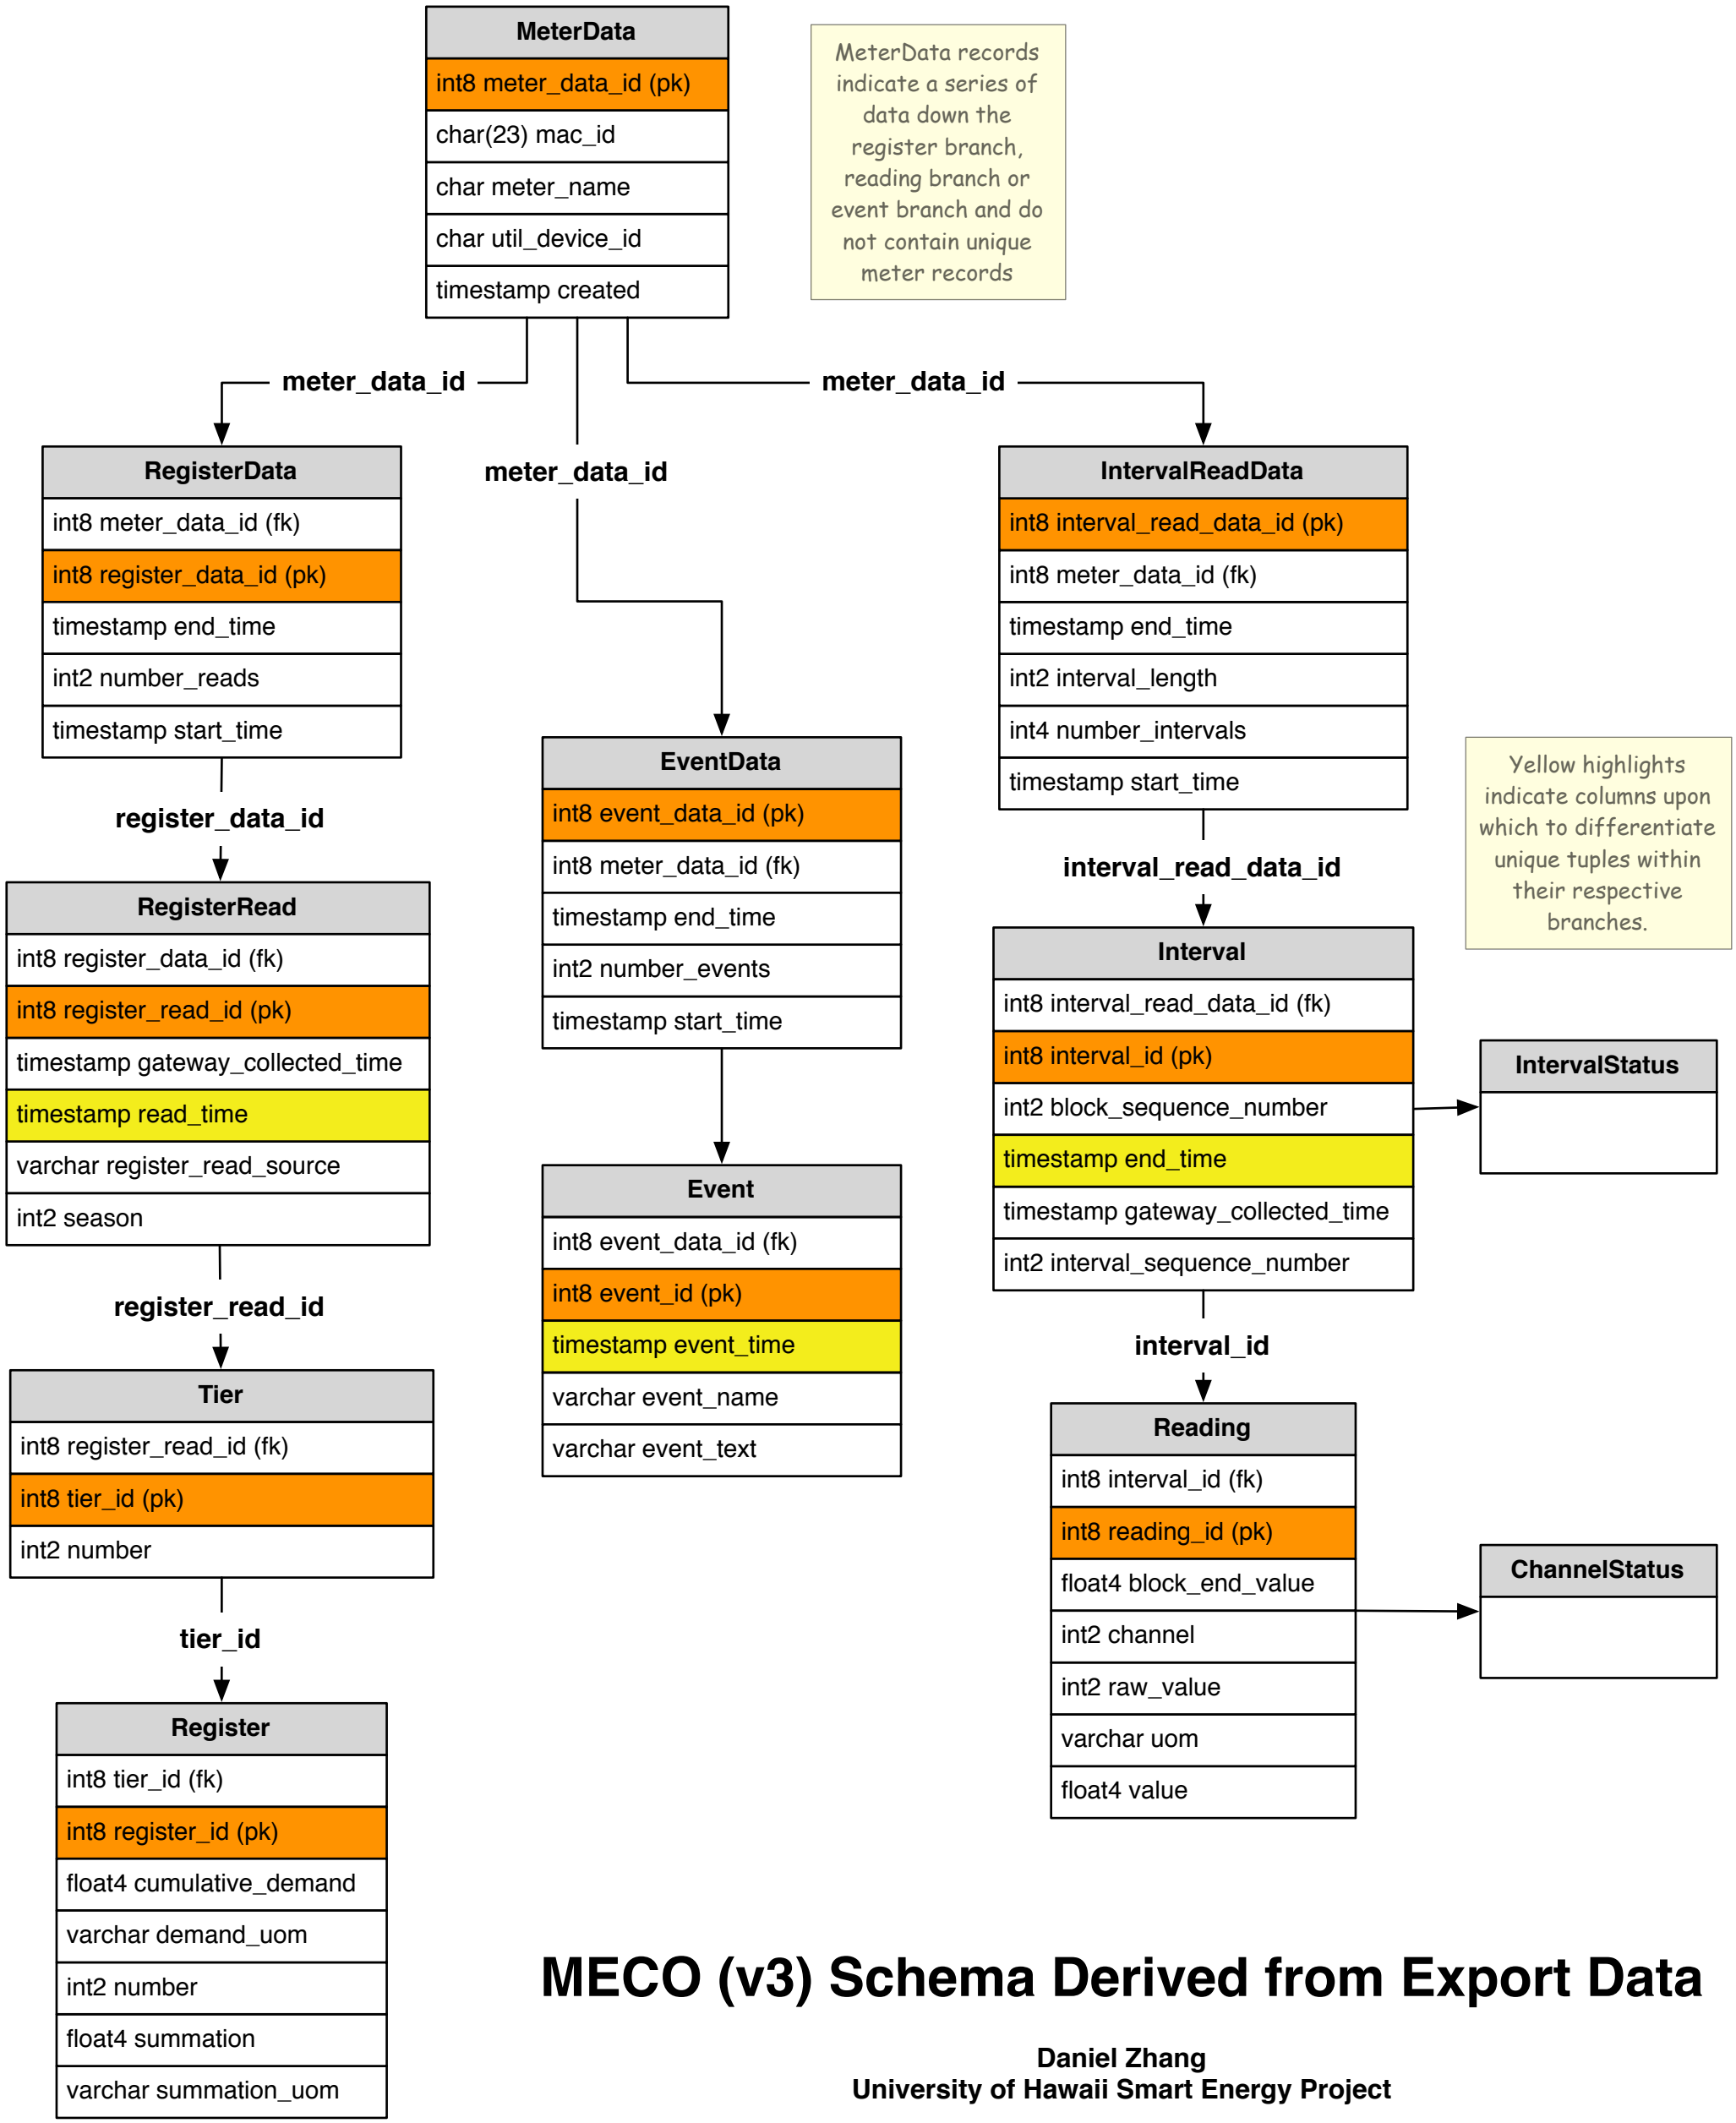 MeterData
int8 meter_data_id (pk)
char(23) mac_id
char meter_name
char util_device_id
timestamp created
MeterData records
indicate a series of
data down the
register branch,
reading branch or
event branch and do
not contain unique
meter records
meter_data_id
meter_data_id
meter_data_id
RegisterData
int8 meter_data_id (fk)
int8 register_data_id (pk)
timestamp end_time
int2 number_reads
timestamp start_time
register_data_id
RegisterRead
int8 register_data_id (fk)
int8 register_read_id (pk)
timestamp gateway_collected_time
timestamp read_time
varchar register_read_source
int2 season
register_read_id
Tier
int8 register_read_id (fk)
int8 tier_id (pk)
int2 number
tier_id
Register
int8 tier_id (fk)
int8 register_id (pk)
float4 cumulative_demand
varchar demand_uom
int2 number
float4 summation
varchar summation_uom
EventData
int8 event_data_id (pk)
int8 meter_data_id (fk)
timestamp end_time
int2 number_events
timestamp start_time
Event
int8 event_data_id (fk)
int8 event_id (pk)
timestamp event_time
varchar event_name
varchar event_text
IntervalReadData
int8 interval_read_data_id (pk)
int8 meter_data_id (fk)
timestamp end_time
int2 interval_length
int4 number_intervals
timestamp start_time
interval_read_data_id
Interval
int8 interval_read_data_id (fk)
int8 interval_id (pk)
int2 block_sequence_number
timestamp end_time
timestamp gateway_collected_time
int2 interval_sequence_number
interval_id
Reading
int8 interval_id (fk)
int8 reading_id (pk)
float4 block_end_value
int2 channel
int2 raw_value
varchar uom
float4 value
Yellow highlights
indicate columns upon
which to differentiate
unique tuples within
their respective
branches.
IntervalStatus
ChannelStatus
MECO (v3) Schema Derived from Export Data
Daniel Zhang
University of Hawaii Smart Energy Project